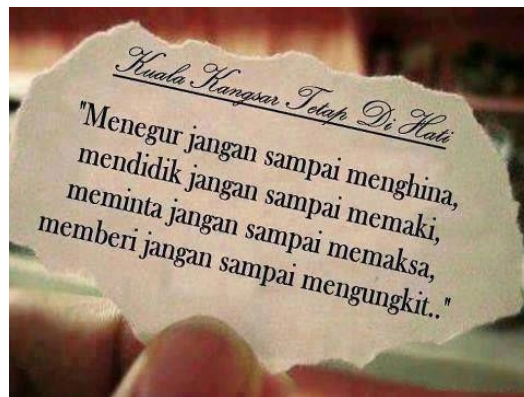 Kuala Kangsar Tetap Di Hati
"Menegur jangan sampai menghina,
mendidik jangan sampai memaki,
meminta jangan sampai memaksa,
memberi jangan sampai mengungkit.."